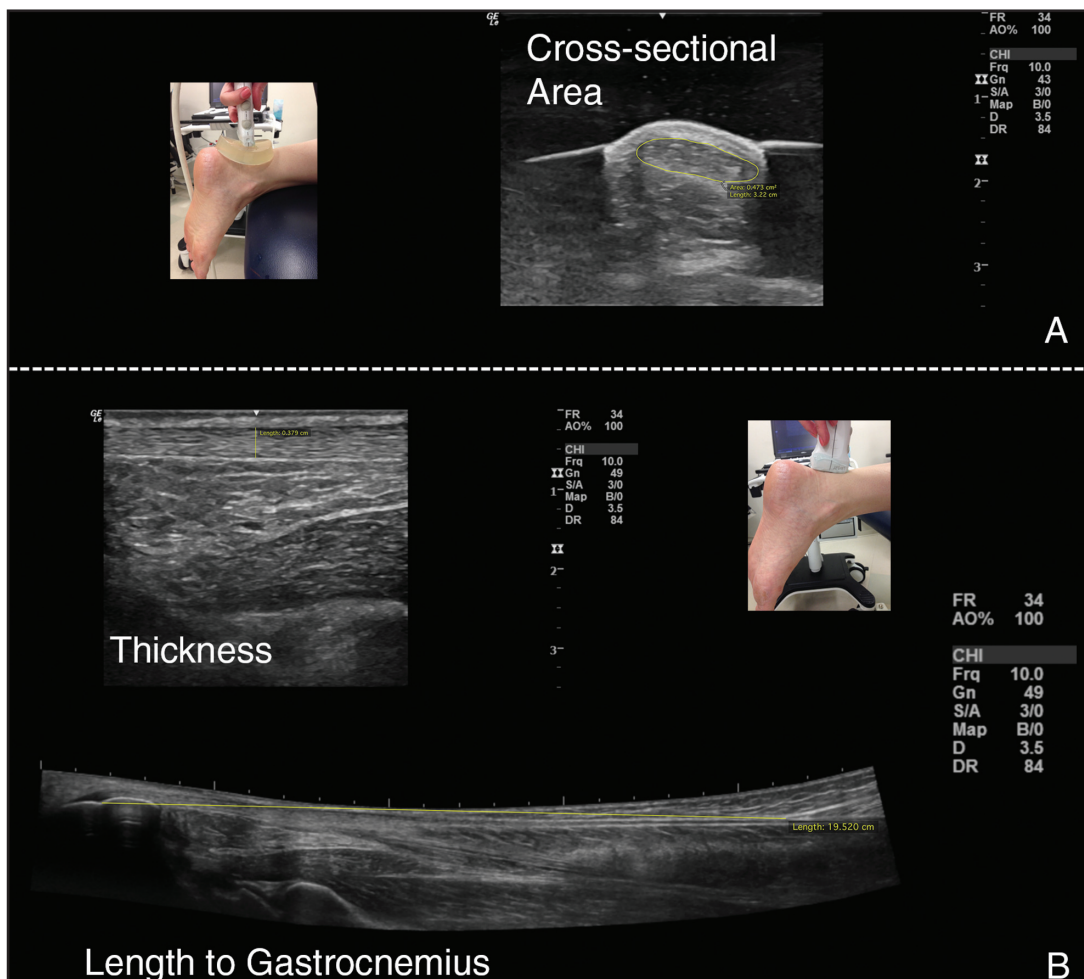 GE
Le
Cross-sectional
Area
Area: 0.473 cm²
Length: 3.22 cm
FR 34
AO% 100
CHI
Frq 10.0
Gn 43
S/A 3/0
Map B/0
D 3.5
DR 84
1
2
3
A
GE
Le
Length: 0.379 cm
Thickness
FR 34
AO% 100
CHI
Frq 10.0
Gn 49
S/A 3/0
Map B/0
D 3.5
DR 84
1
2
3
FR 34
AO% 100
CHI
Frq 10.0
Gn 49
S/A 3/0
Map B/0
D 3.5
DR 84
Length: 19.520 cm
Length to Gastrocnemius
B